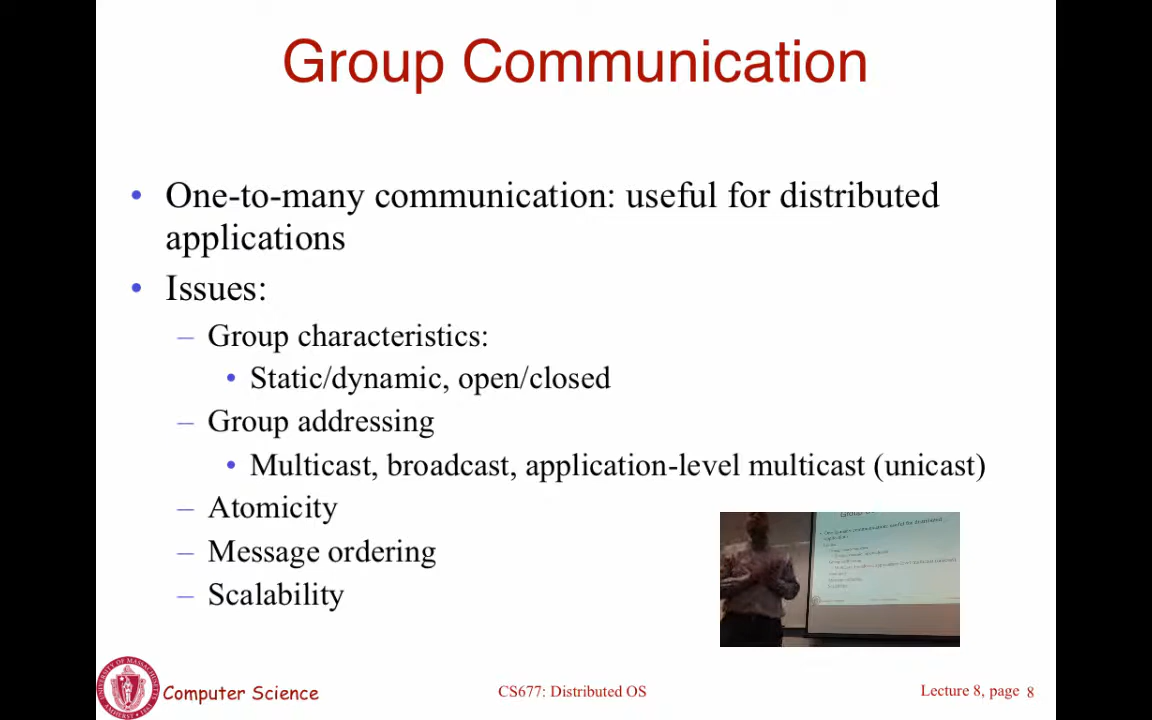 Group Communication
• One-to-many communication: useful for distributed
applications
• Issues:
– Group characteristics:
• Static/dynamic, open/closed
– Group addressing
• Multicast, broadcast, application-level multicast (unicast)
– Atomicity
– Message ordering
– Scalability
Computer Science
CS677: Distributed OS
Lecture 8, page 8